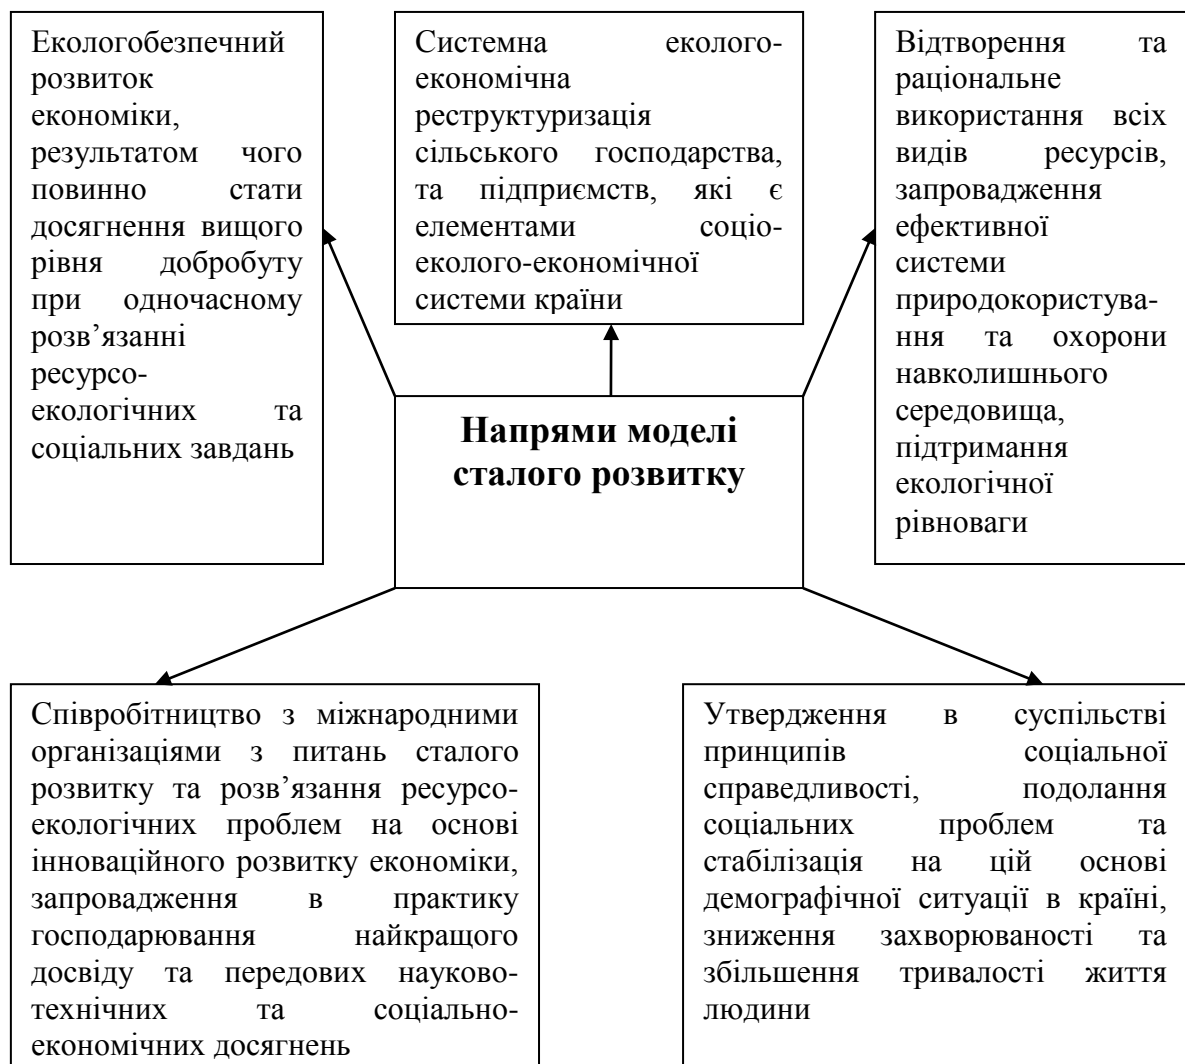 Екологобезпечний
розвиток
економіки,
результатом чого
повинно стати
досягнення вищого
рівня добробуту
при одночасному
розв’язанні
ресурсо-
екологічних та
соціальних завдань
Системна еколого-
економічна
реструктуризація
сільського господарства,
та підприємств, які є
елементами соціо-
еколого-економічної
системи країни
Відтворення та
раціональне
використання всіх
видів ресурсів,
запровадження
ефективної
системи
природокористува-
ння та охорони
навколишнього
середовища,
підтримання
екологічної
рівноваги
Напрями моделі
сталого розвитку
Співробітництво з міжнародними
організаціями з питань сталого
розвитку та розв’язання ресурсо-
екологічних проблем на основі
інноваційного розвитку економіки,
запровадження в практику
господарювання найкращого
досвіду та передових науково-
технічних та соціально-
економічних досягнень
Утвердження в суспільстві
принципів соціальної
справедливості, подолання
соціальних проблем та
стабілізація на цій основі
демографічної ситуації в країні,
зниження захворюваності та
збільшення тривалості життя
людини